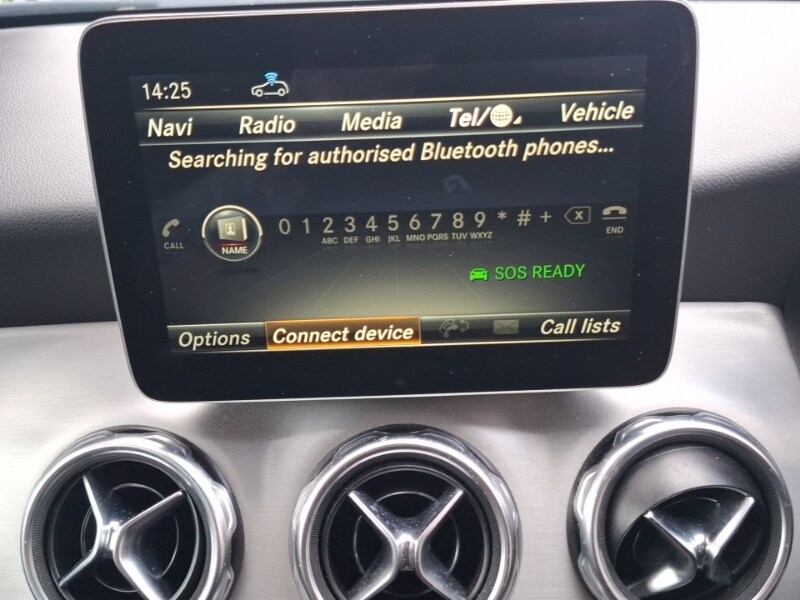 14:25
Navi Radio Media Tel/ Vehicle
Searching for authorised Bluetooth phones...
0 1 2 3 4 5 6 7 8 9 * # +
ABC DEF GHI JKL MNO PQRS TUV WXYZ
CALL NAME END
SOS READY
Options Connect device Call lists